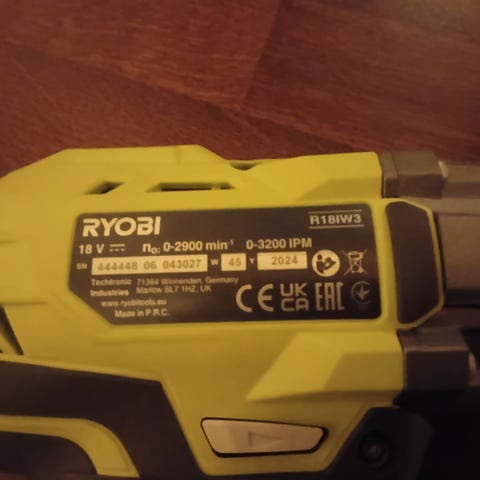 RYOBI
R18IW3
18 V ⎓ n₀: 0-2900 min⁻¹ 0-3200 IPM
SN 444448 06 043027 W 45 Y 2024
Techtronic 71364 Winnenden, Germany
Industries Marlow SL7 1HZ, UK
www.ryobitools.eu
Made in P.R.C.
CE UK CA EAC